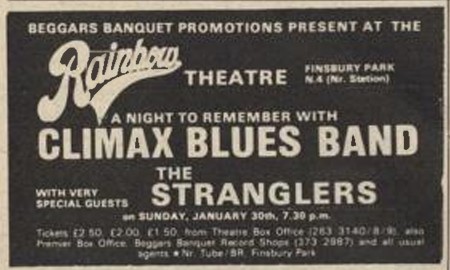 BEGGARS BANQUET PROMOTIONS PRESENT AT THE
Rainbow
THEATRE
FINSBURY PARK
N.4 (Nr. Station)
A NIGHT TO REMEMBER WITH
CLIMAX BLUES BAND
WITH VERY
SPECIAL GUESTS
THE
STRANGLERS
on SUNDAY, JANUARY 30th, 7.30 p.m.
Tickets £2.50, £2.00, £1.50, from Theatre Box Office (263 3140/8/9), also
Premier Box Office, Beggars Banquet Record Shops (373 2987) and all usual
agents ★ Nr. Tube/BR, Finsbury Park